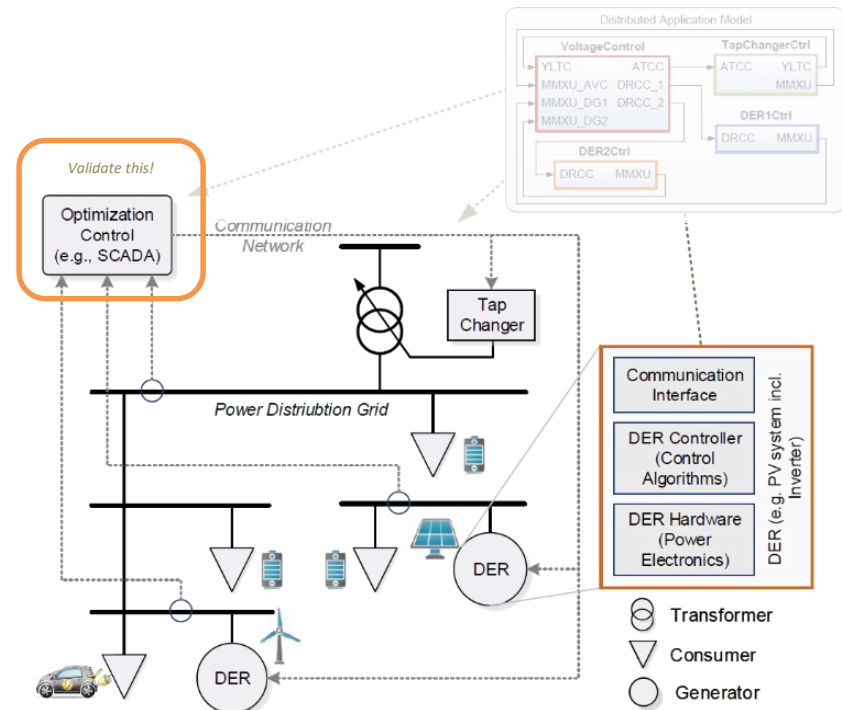 Distributed Application Model
VoltageControl
TapChangerCtrl
YLTC ATCC
MMXU_AVC DRCC_1
MMXU_DG1 DRCC_2
MMXU_DG2
ATCC YLTC
MMXU
DER1Ctrl
DRCC MMXU
DER2Ctrl
DRCC MMXU
Validate this!
Optimization
Control
(e.g., SCADA)
Communication
Network
Tap
Changer
Power Distriubtion Grid
Communication
Interface
DER Controller
(Control
Algorithms)
DER Hardware
(Power
Electronics)
DER (e.g. PV system incl.
Inverter)
DER
DER
Transformer
Consumer
Generator